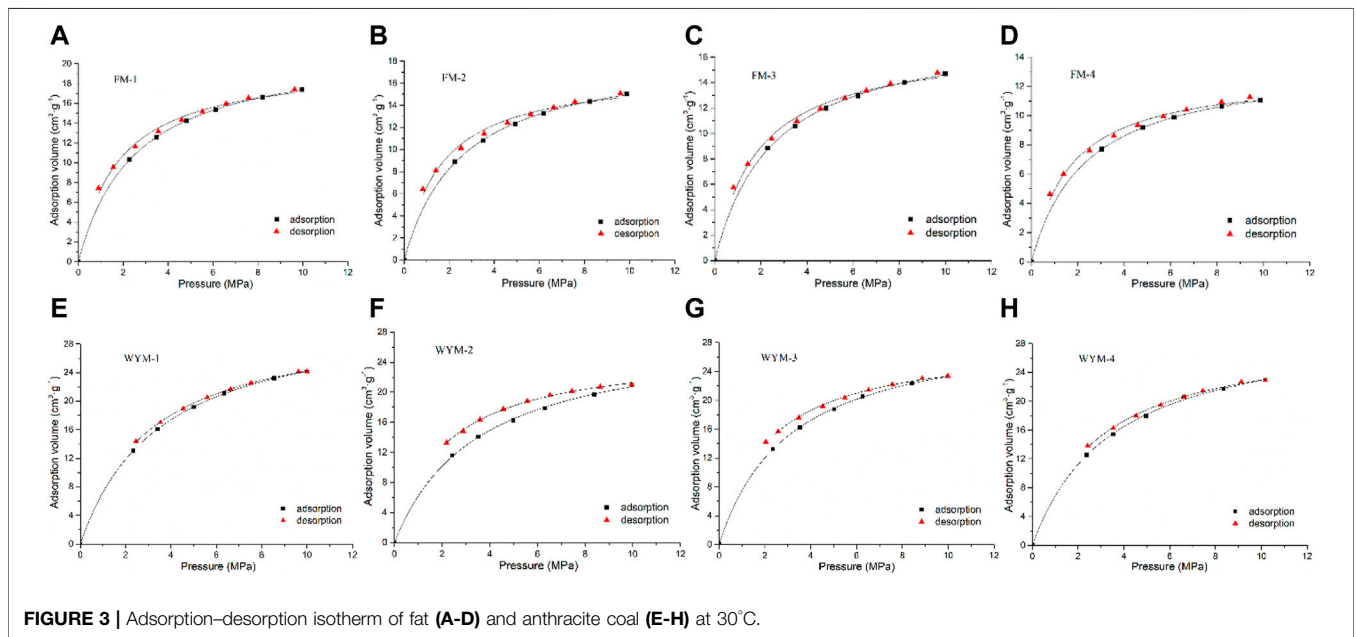 A
FM-1
Adsorption volume (cm³·g⁻¹)
20
18
16
14
12
10
8
6
4
2
0
adsorption
desorption
0 2 4 6 8 10 12
Pressure (MPa)
B
FM-2
Adsorption volume (cm³·g⁻¹)
18
16
14
12
10
8
6
4
2
0
adsorption
desorption
0 2 4 6 8 10 12
Pressure (MPa)
C
FM-3
Adsorption volume (cm³·g⁻¹)
16
14
12
10
8
6
4
2
0
adsorption
desorption
0 2 4 6 8 10 12
Pressure (MPa)
D
FM-4
Adsorption volume (cm³·g⁻¹)
14
12
10
8
6
4
2
0
adsorption
desorption
0 2 4 6 8 10 12
Pressure (MPa)
E
WYM-1
Adsorption volume (cm³·g⁻¹)
28
24
20
16
12
8
4
0
adsorption
desorption
0 2 4 6 8 10 12
Pressure (MPa)
F
WYM-2
Adsorption volume (cm³·g⁻¹)
28
24
20
16
12
8
4
0
adsorption
desorption
0 2 4 6 8 10 12
Pressure (MPa)
G
WYM-3
Adsorption volume (cm³·g⁻¹)
28
24
20
16
12
8
4
0
adsorption
desorption
0 2 4 6 8 10 12
Pressure (MPa)
H
WYM-4
Adsorption volume (cm³·g⁻¹)
28
24
20
16
12
8
4
0
adsorption
desorption
0 2 4 6 8 10 12
Pressure (MPa)
FIGURE 3 | Adsorption–desorption isotherm of fat (A-D) and anthracite coal (E-H) at 30°C.